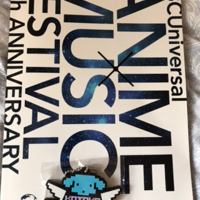 CUniversal
ANIME
×
MUSIC
ESTIVAL
h ANNIVERSARY